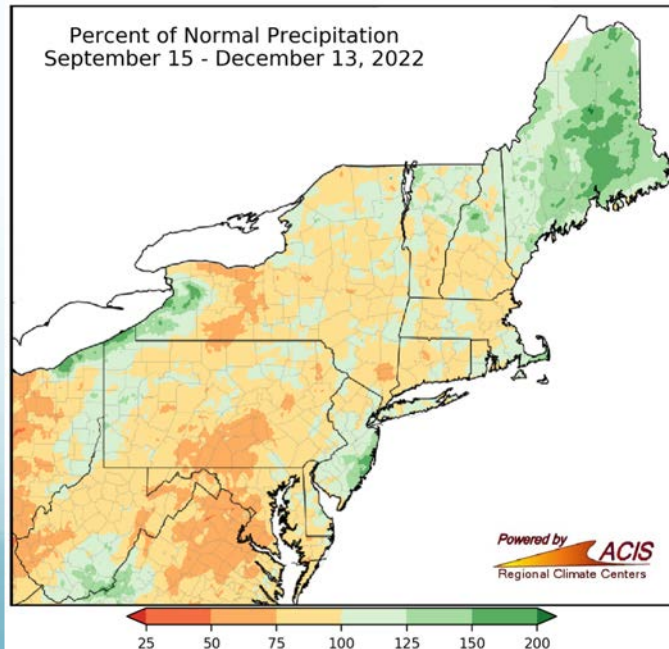 Percent of Normal Precipitation
September 15 - December 13, 2022
Powered by
ACIS
Regional Climate Centers
25 50 75 100 125 150 200